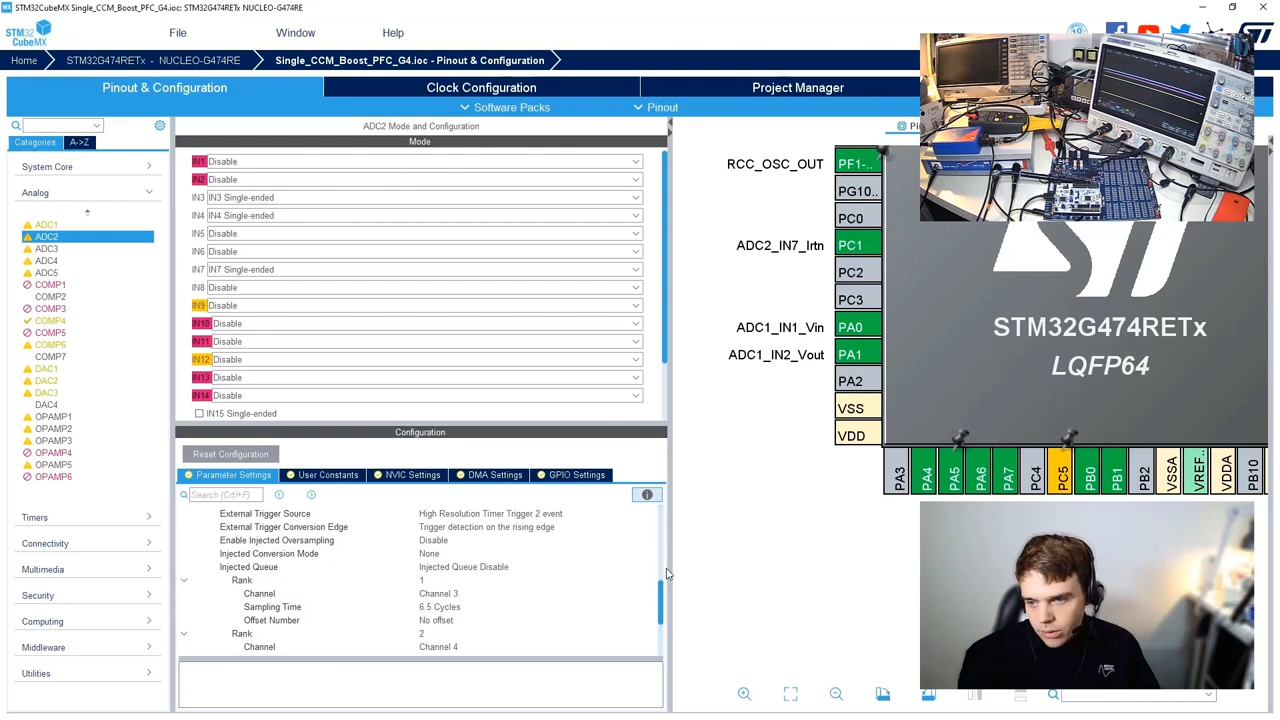 MX STM32CubeMX Single_CCM_Boost_PFC_G4.ioc: STM32G474RETx NUCLEO-G474RE
STM32
CubeMX
File
Window
Help
Home
STM32G474RETx - NUCLEO-G474RE
Single_CCM_Boost_PFC_G4.ioc - Pinout & Configuration
Pinout & Configuration
Clock Configuration
Project Manager
Software Packs
Pinout
Categories
A->Z
System Core
Analog
ADC1
ADC2
ADC3
ADC4
ADC5
COMP1
COMP2
COMP3
COMP4
COMP5
COMP6
COMP7
DAC1
DAC2
DAC3
DAC4
OPAMP1
OPAMP2
OPAMP3
OPAMP4
OPAMP5
OPAMP6
Timers
Connectivity
Multimedia
Security
Computing
Middleware
Utilities
ADC2 Mode and Configuration
Mode
IN1 Disable
IN2 Disable
IN3 IN3 Single-ended
IN4 IN4 Single-ended
IN5 Disable
IN6 Disable
IN7 IN7 Single-ended
IN8 Disable
IN9 Disable
IN10 Disable
IN11 Disable
IN12 Disable
IN13 Disable
IN14 Disable
IN15 Single-ended
Configuration
Reset Configuration
Parameter Settings
User Constants
NVIC Settings
DMA Settings
GPIO Settings
Search (Crl/+F)
External Trigger Source High Resolution Timer Trigger 2 event
External Trigger Conversion Edge Trigger detection on the rising edge
Enable Injected Oversampling Disable
Injected Conversion Mode None
Injected Queue Injected Queue Disable
Rank 1
Channel Channel 3
Sampling Time 6.5 Cycles
Offset Number No offset
Rank 2
Channel Channel 4
RCC_OSC_OUT PF1-..
PG10..
PC0
ADC2_IN7_Irtn PC1
PC2
PC3
ADC1_IN1_Vin PA0
ADC1_IN2_Vout PA1
PA2
VSS
VDD
STM32G474RETx
LQFP64
PA3
PA4
PA5
PA6
PA7
PC4
PC5
PB0
PB1
PB2
VSSA
VREF..
VDDA
PB10